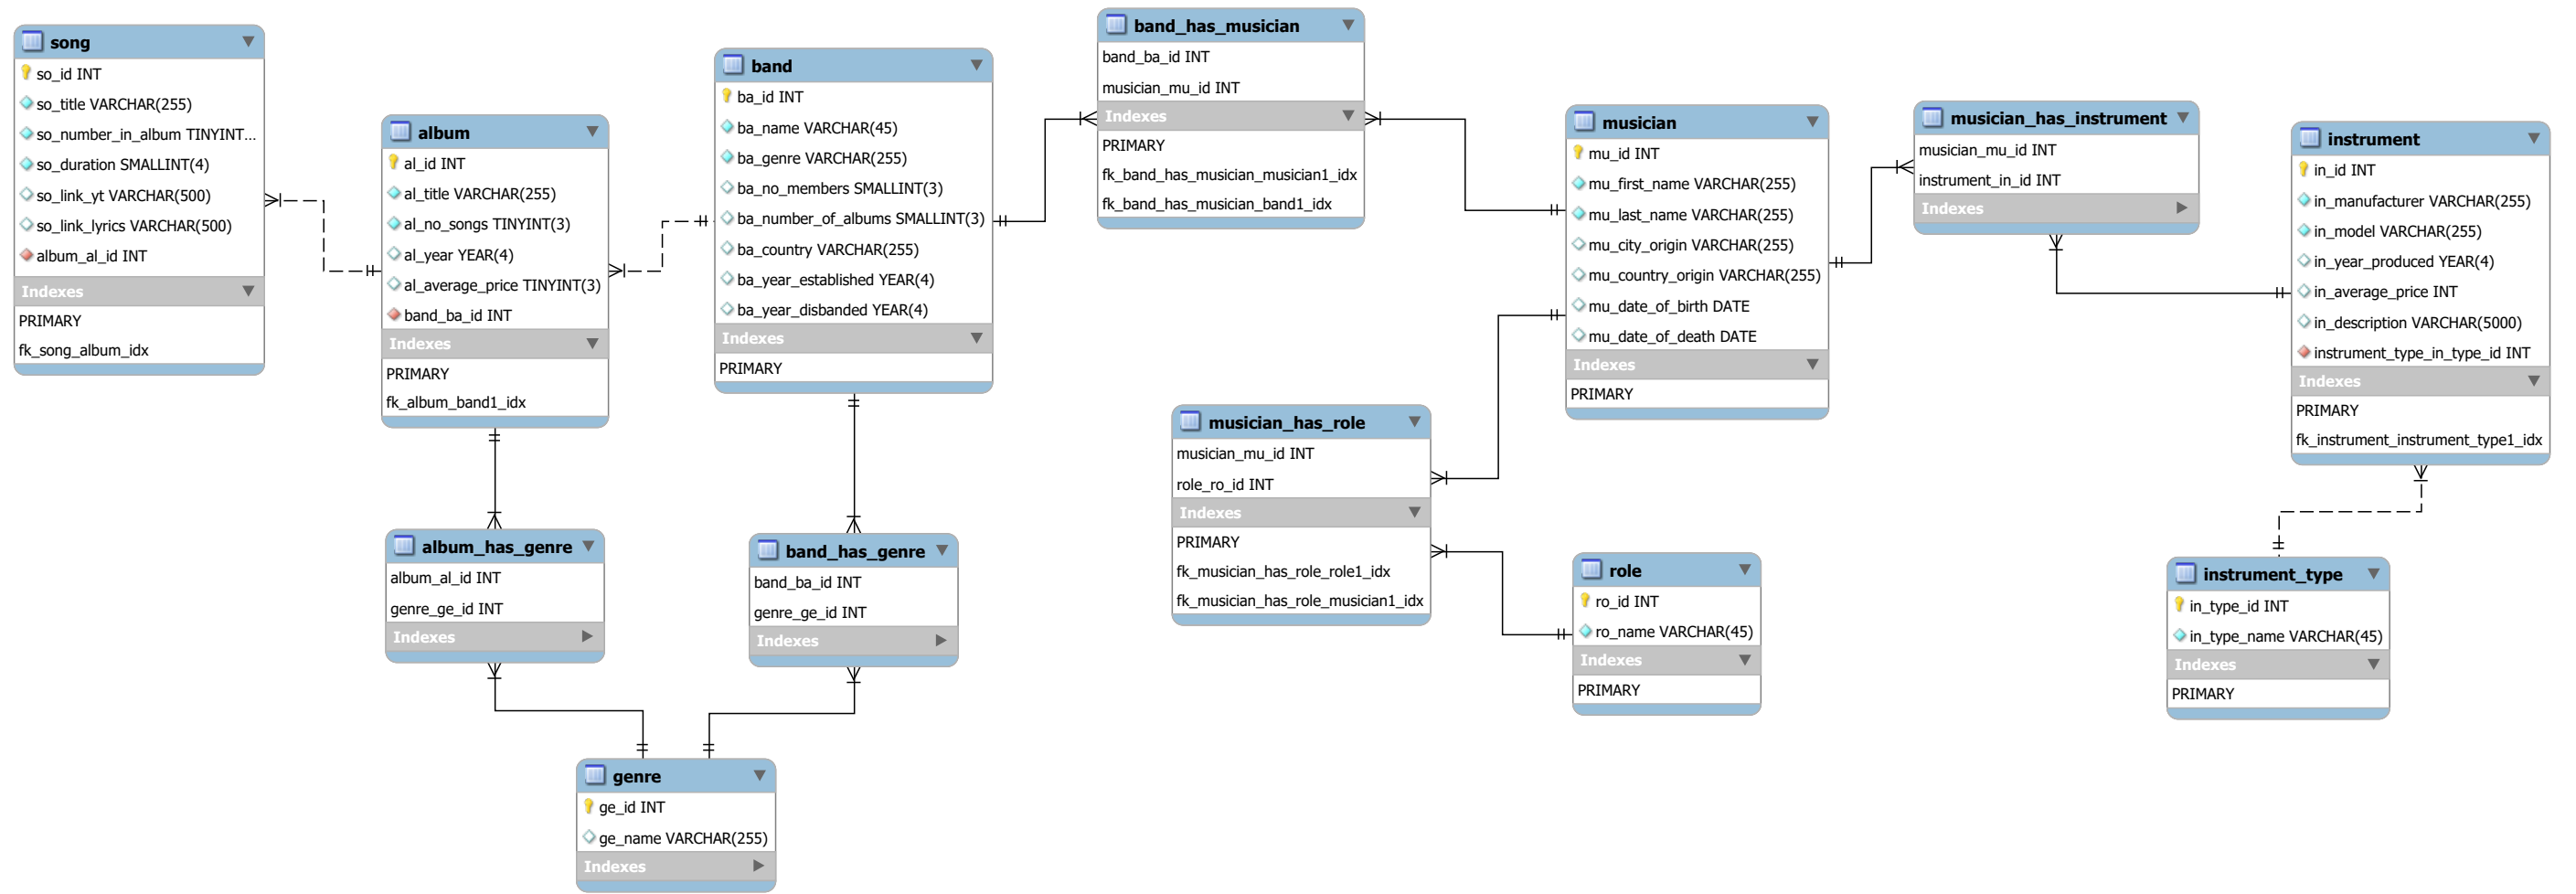 song
so_id INT
so_title VARCHAR(255)
so_number_in_album TINYINT...
so_duration SMALLINT(4)
so_link_yt VARCHAR(500)
so_link_lyrics VARCHAR(500)
album_al_id INT
Indexes
PRIMARY
fk_song_album_idx
album
al_id INT
al_title VARCHAR(255)
al_no_songs TINYINT(3)
al_year YEAR(4)
al_average_price TINYINT(3)
band_ba_id INT
Indexes
PRIMARY
fk_album_band1_idx
band
ba_id INT
ba_name VARCHAR(45)
ba_genre VARCHAR(255)
ba_no_members SMALLINT(3)
ba_number_of_albums SMALLINT(3)
ba_country VARCHAR(255)
ba_year_established YEAR(4)
ba_year_disbanded YEAR(4)
Indexes
PRIMARY
band_has_musician
band_ba_id INT
musician_mu_id INT
Indexes
PRIMARY
fk_band_has_musician_musician1_idx
fk_band_has_musician_band1_idx
musician
mu_id INT
mu_first_name VARCHAR(255)
mu_last_name VARCHAR(255)
mu_city_origin VARCHAR(255)
mu_country_origin VARCHAR(255)
mu_date_of_birth DATE
mu_date_of_death DATE
Indexes
PRIMARY
musician_has_instrument
musician_mu_id INT
instrument_in_id INT
Indexes
instrument
in_id INT
in_manufacturer VARCHAR(255)
in_model VARCHAR(255)
in_year_produced YEAR(4)
in_average_price INT
in_description VARCHAR(5000)
instrument_type_in_type_id INT
Indexes
PRIMARY
fk_instrument_instrument_type1_idx
musician_has_role
musician_mu_id INT
role_ro_id INT
Indexes
PRIMARY
fk_musician_has_role_role1_idx
fk_musician_has_role_musician1_idx
role
ro_id INT
ro_name VARCHAR(45)
Indexes
PRIMARY
instrument_type
in_type_id INT
in_type_name VARCHAR(45)
Indexes
PRIMARY
album_has_genre
album_al_id INT
genre_ge_id INT
Indexes
band_has_genre
band_ba_id INT
genre_ge_id INT
Indexes
genre
ge_id INT
ge_name VARCHAR(255)
Indexes